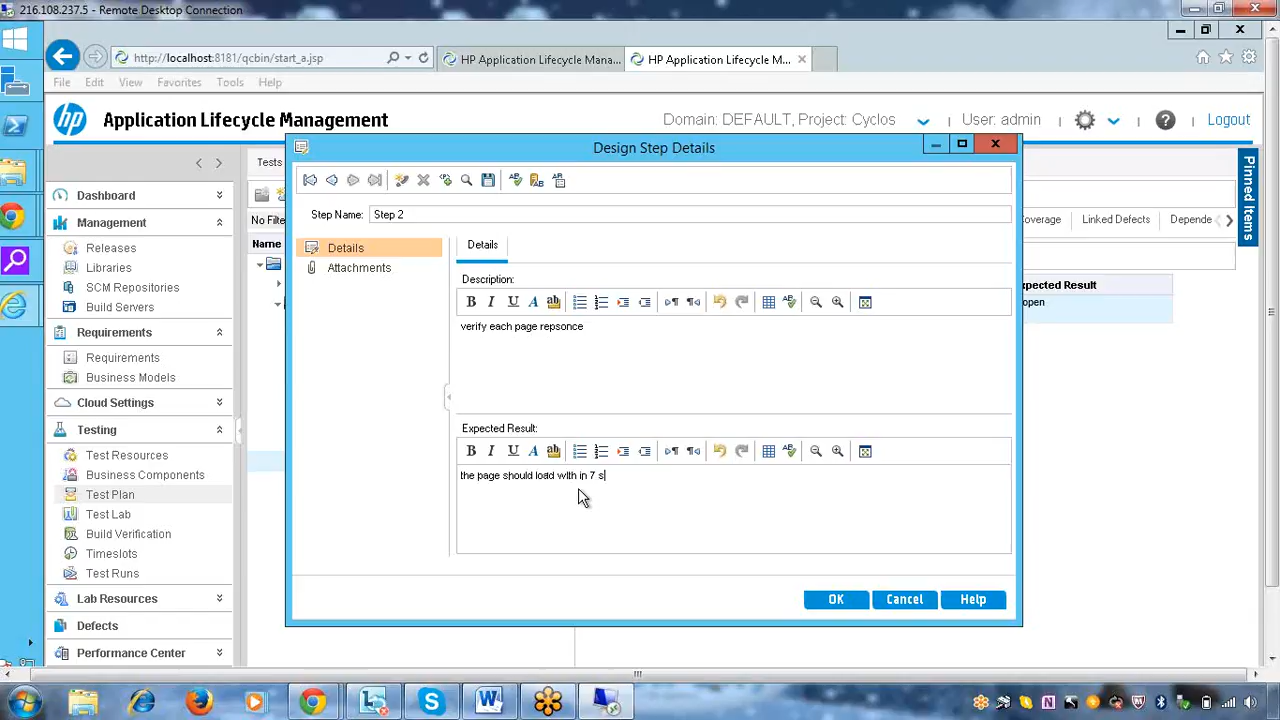 216.108.237.5 - Remote Desktop Connection
http://localhost:8181/qcbin/start_a.jsp
HP Application Lifecycle Mana...
HP Application Lifecycle M...
File Edit View Favorites Tools Help
hp Application Lifecycle Management
Domain: DEFAULT, Project: Cyclos
User: admin
Logout
Design Step Details
Tests
Dashboard
Management
Releases
Libraries
SCM Repositories
Build Servers
Requirements
Requirements
Business Models
Cloud Settings
Testing
Test Resources
Business Components
Test Plan
Test Lab
Build Verification
Timeslots
Test Runs
Lab Resources
Defects
Performance Center
No Filte
Name
Step Name: Step 2
Details
Attachments
Details
Description:
verify each page repsonce
Expected Result:
the page should load with in 7 s
OK Cancel Help
overage Linked Defects Depende
xpected Result
open
Pinned Items